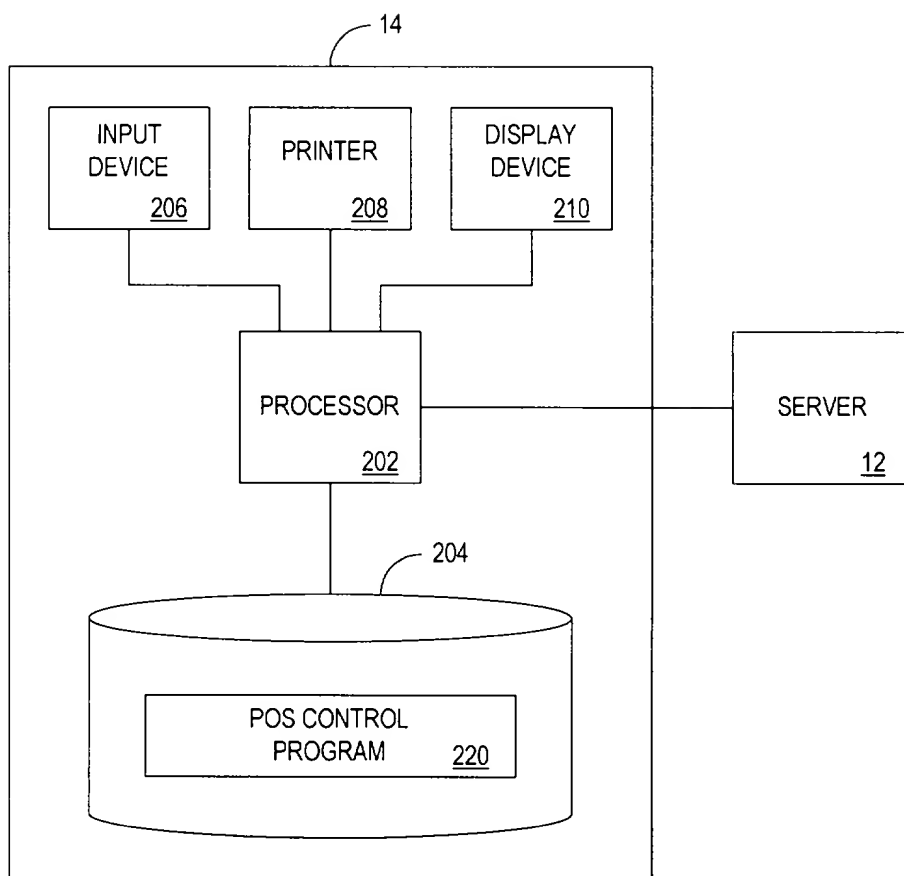 14
INPUT
DEVICE
206
PRINTER
208
DISPLAY
DEVICE
210
PROCESSOR
202
SERVER
12
204
POS CONTROL
PROGRAM
220